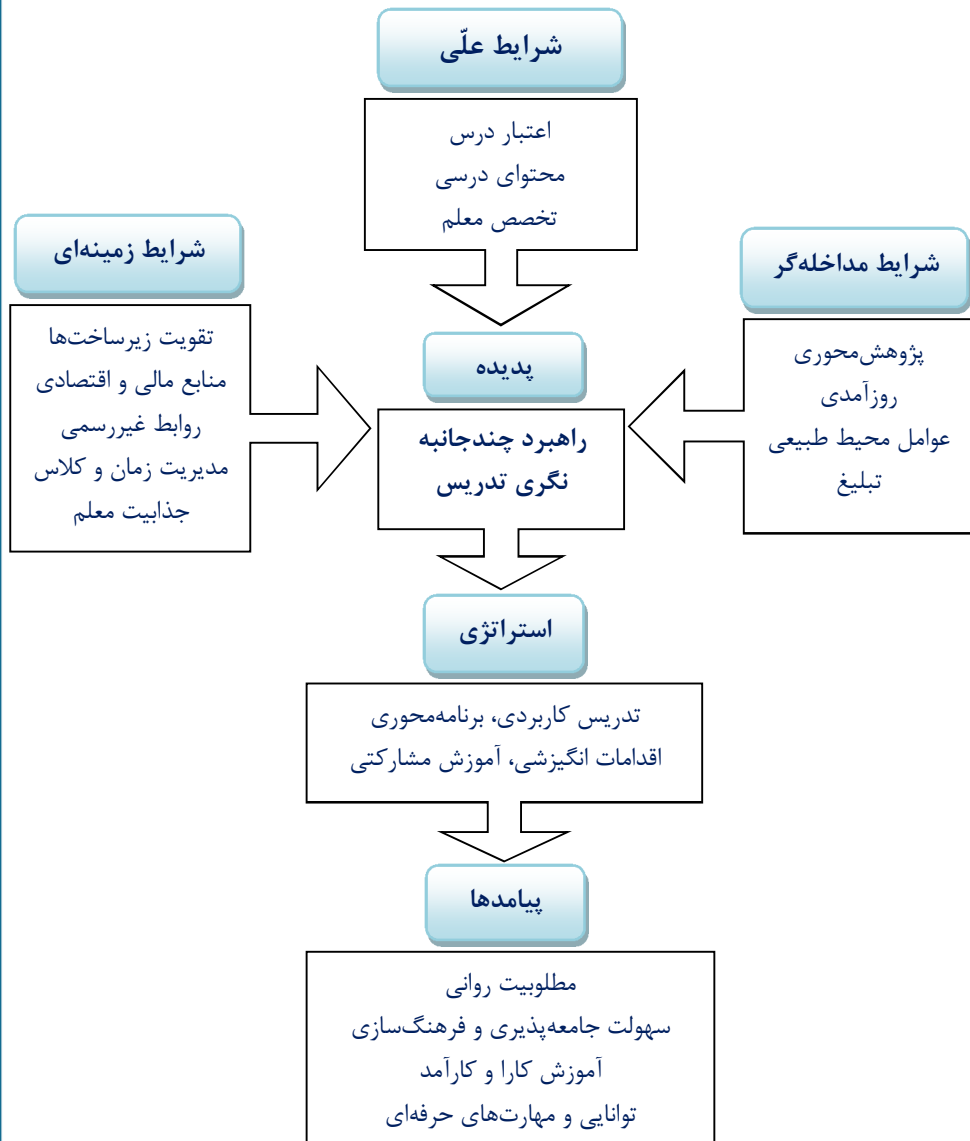 شرایط علّی
اعتبار درس
محتوای درسی
تخصص معلم
شرایط مداخله‌گر
پژوهش‌محوری
روزآمدی
عوامل محیط طبیعی
تبلیغ
شرایط زمینه‌ای
تقویت زیرساخت‌ها
منابع مالی و اقتصادی
روابط غیررسمی
مدیریت زمان و کلاس
جذابیت معلم
پدیده
راهبرد چندجانبه
نگری تدریس
استراتژی
تدریس کاربردی، برنامه‌محوری
اقدامات انگیزشی، آموزش مشارکتی
پیامدها
مطلوبیت روانی
سهولت جامعه‌پذیری و فرهنگ‌سازی
آموزش کارا و کارآمد
توانایی و مهارت‌های حرفه‌ای